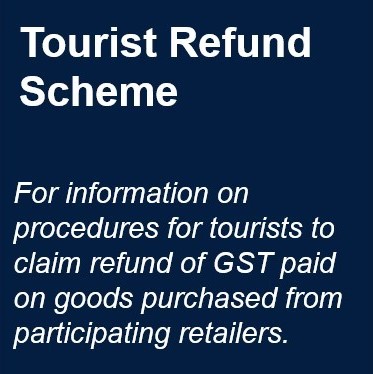 Tourist Refund
Scheme
For information on
procedures for tourists to
claim refund of GST paid
on goods purchased from
participating retailers.